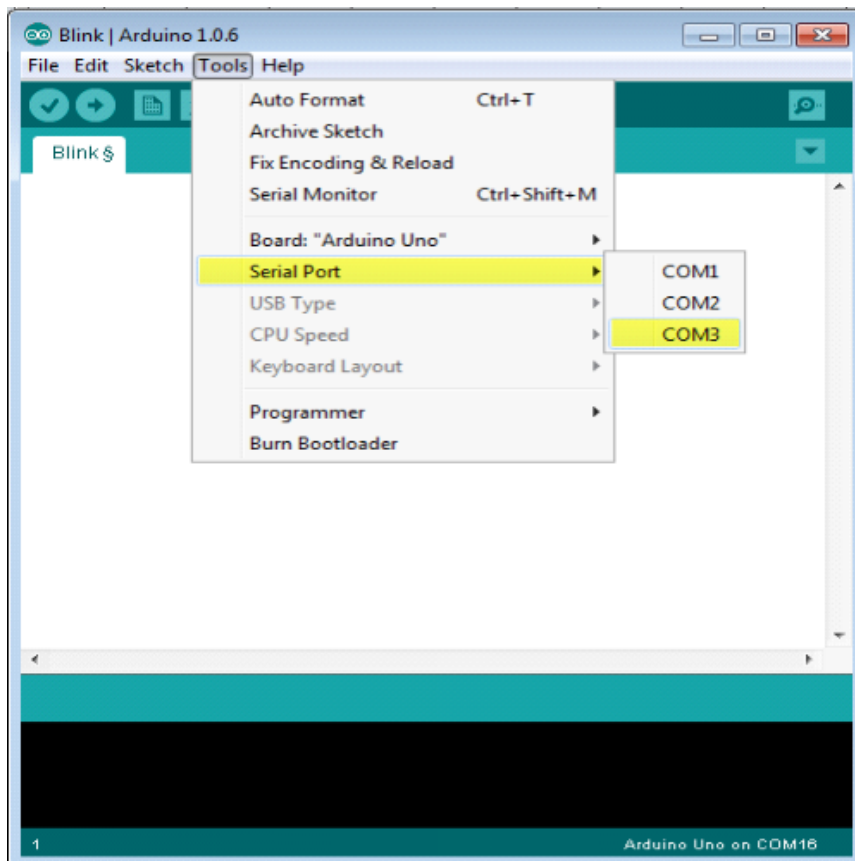 Blink | Arduino 1.0.6
File Edit Sketch Tools Help
Auto Format Ctrl+T
Archive Sketch
Blink §
Fix Encoding & Reload
Serial Monitor Ctrl+Shift+M
Board: "Arduino Uno"
Serial Port COM1
USB Type COM2
CPU Speed COM3
Keyboard Layout
Programmer
Burn Bootloader
1 Arduino Uno on COM16